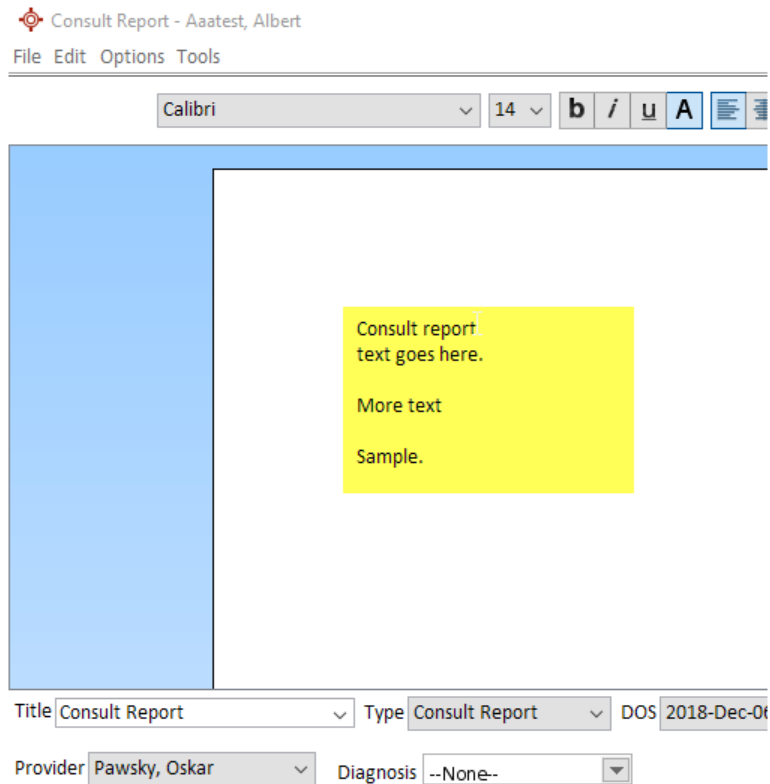 Consult Report - Aaatest, Albert
File Edit Options Tools
Calibri 14 b i u A
Consult report
text goes here.
More text
Sample.
Title Consult Report Type Consult Report DOS 2018-Dec-06
Provider Pawsky, Oskar Diagnosis --None--